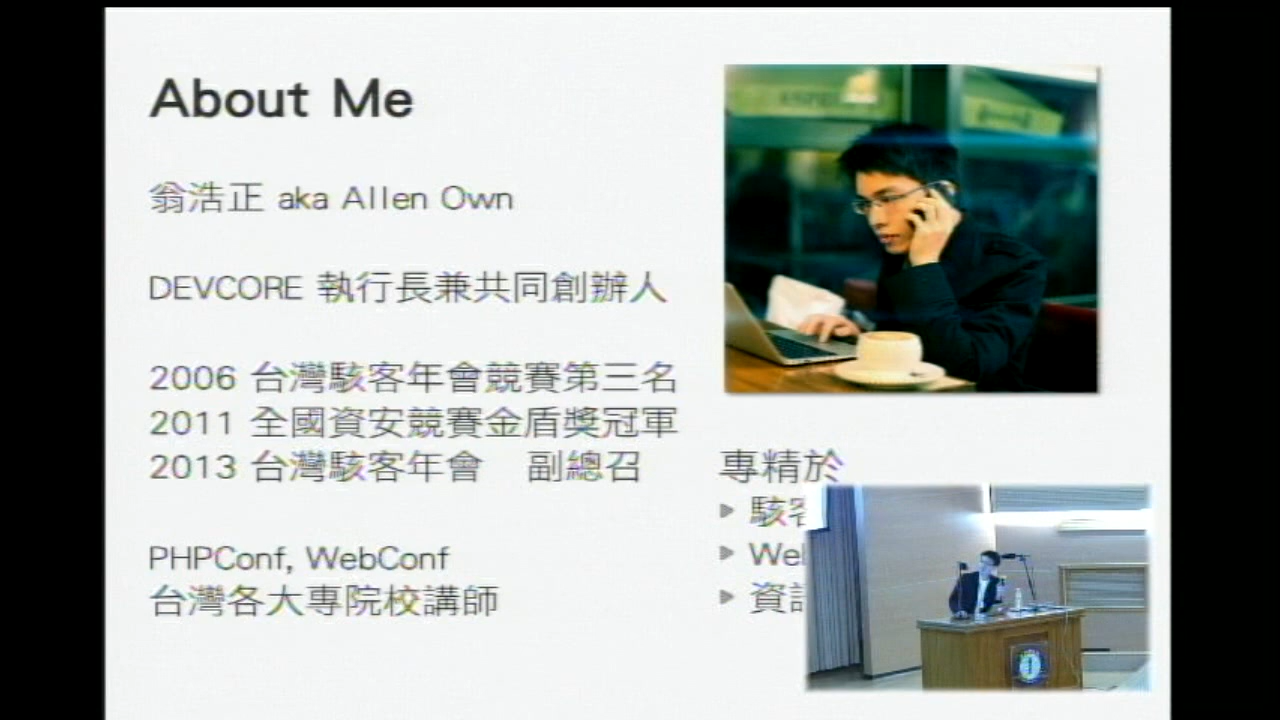 About Me
翁浩正 aka Allen Own
DEVCORE 執行長兼共同創辦人
2006 台灣駭客年會競賽第三名
2011 全國資安競賽金盾獎冠軍
2013 台灣駭客年會 副總召
PHPConf, WebConf
台灣各大專院校講師
專精於
駭客